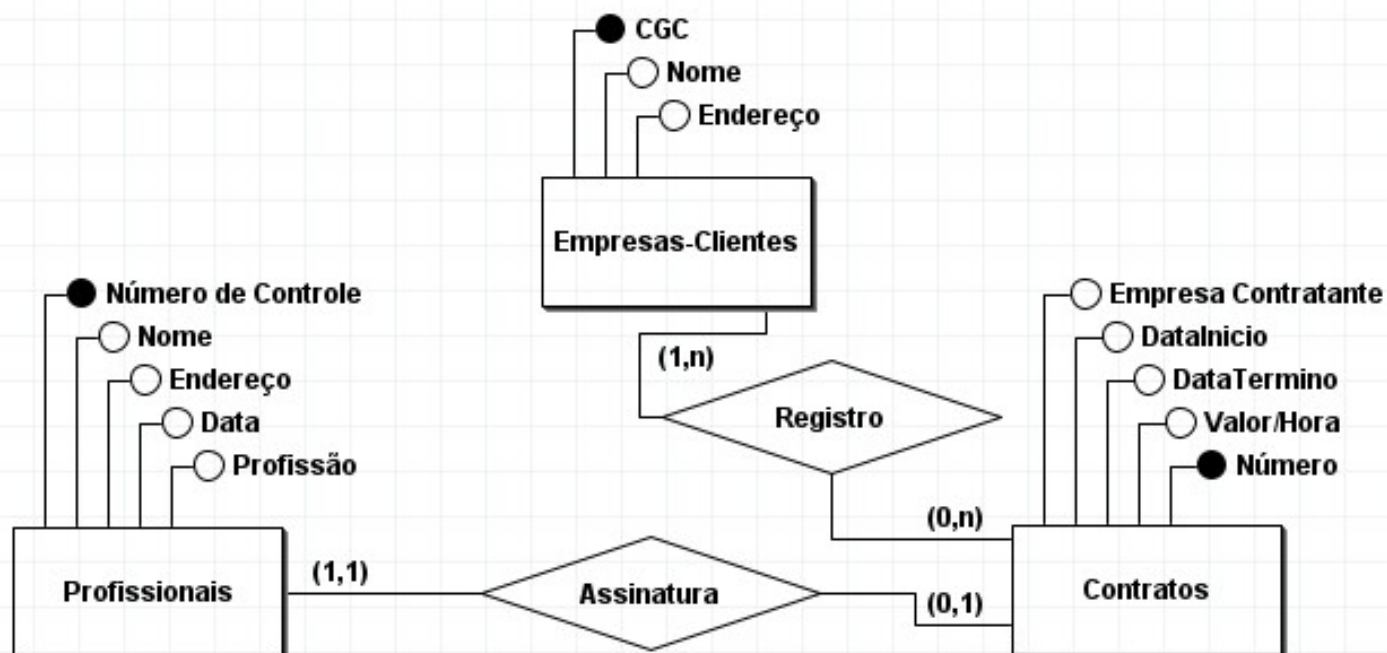 CGC
Nome
Endereço
Empresas-Clientes
Número de Controle
Nome
Endereço
Data
Profissão
Profissionais
(1,n)
Registro
(0,n)
Empresa Contratante
DataInicio
DataTermino
Valor/Hora
Número
Contratos
(1,1)
Assinatura
(0,1)